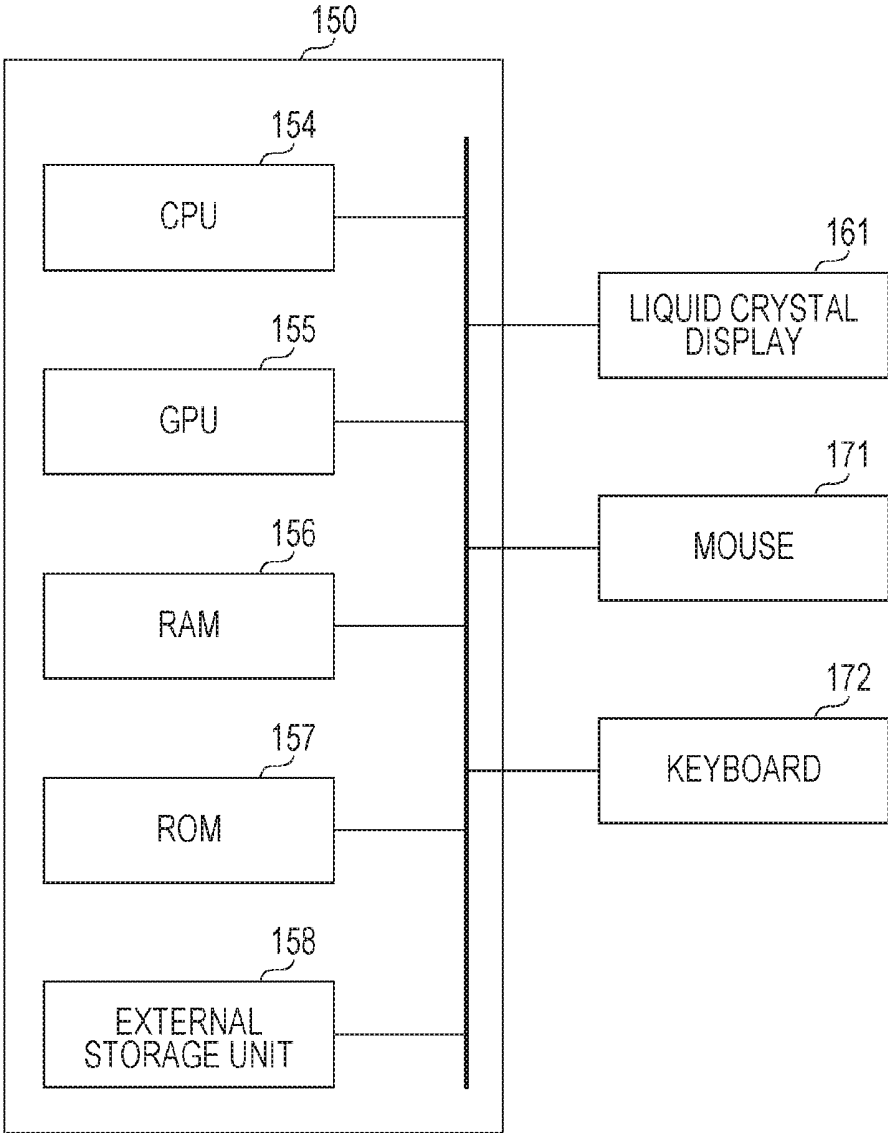 150
154
CPU
161
LIQUID CRYSTAL
DISPLAY
155
GPU
171
MOUSE
156
RAM
172
KEYBOARD
157
ROM
158
EXTERNAL
STORAGE UNIT